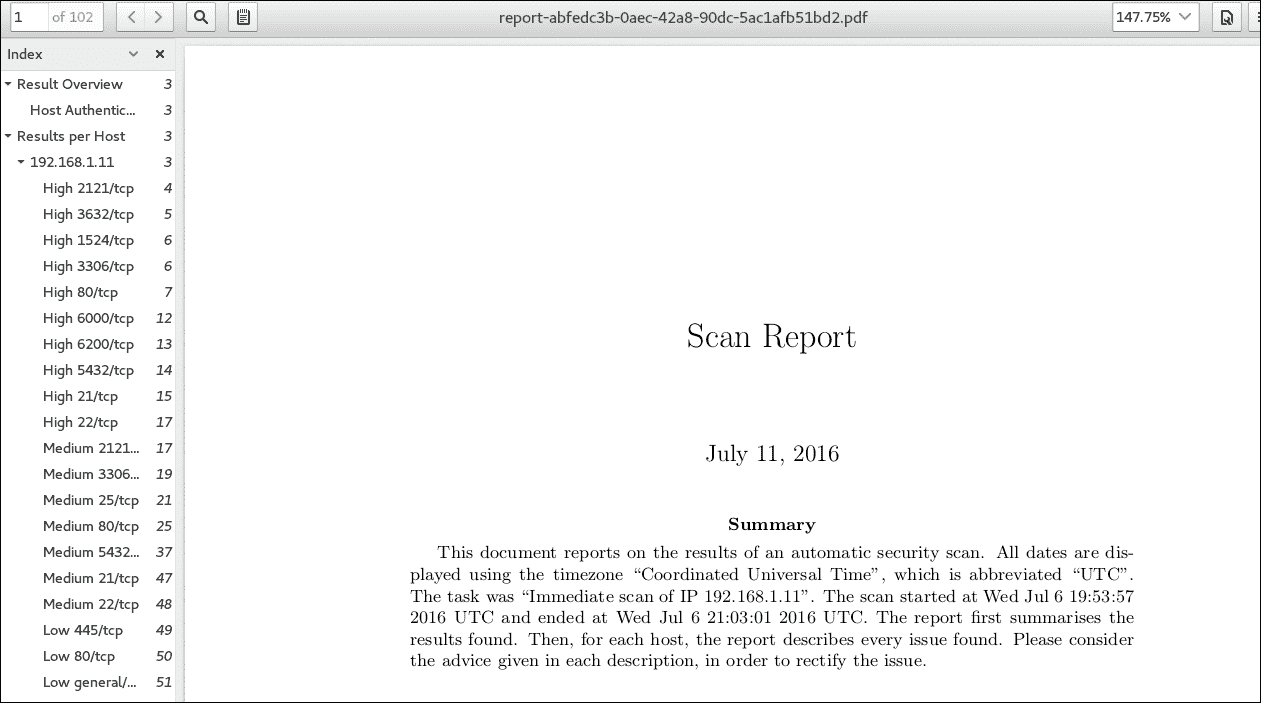 1 of 102
report-abfedc3b-0aec-42a8-90dc-5ac1afb51bd2.pdf
147.75%
Index
Result Overview 3
Host Authentic... 3
Results per Host 3
192.168.1.11 3
High 2121/tcp 4
High 3632/tcp 5
High 1524/tcp 6
High 3306/tcp 6
High 80/tcp 7
High 6000/tcp 12
High 6200/tcp 13
High 5432/tcp 14
High 21/tcp 15
High 22/tcp 17
Medium 2121... 17
Medium 3306... 19
Medium 25/tcp 21
Medium 80/tcp 25
Medium 5432... 37
Medium 21/tcp 47
Medium 22/tcp 48
Low 445/tcp 49
Low 80/tcp 50
Low general/... 51
Scan Report
July 11, 2016
Summary
This document reports on the results of an automatic security scan. All dates are dis-
played using the timezone “Coordinated Universal Time”, which is abbreviated “UTC”.
The task was “Immediate scan of IP 192.168.1.11”. The scan started at Wed Jul 6 19:53:57
2016 UTC and ended at Wed Jul 6 21:03:01 2016 UTC. The report first summarises the
results found. Then, for each host, the report describes every issue found. Please consider
the advice given in each description, in order to rectify the issue.